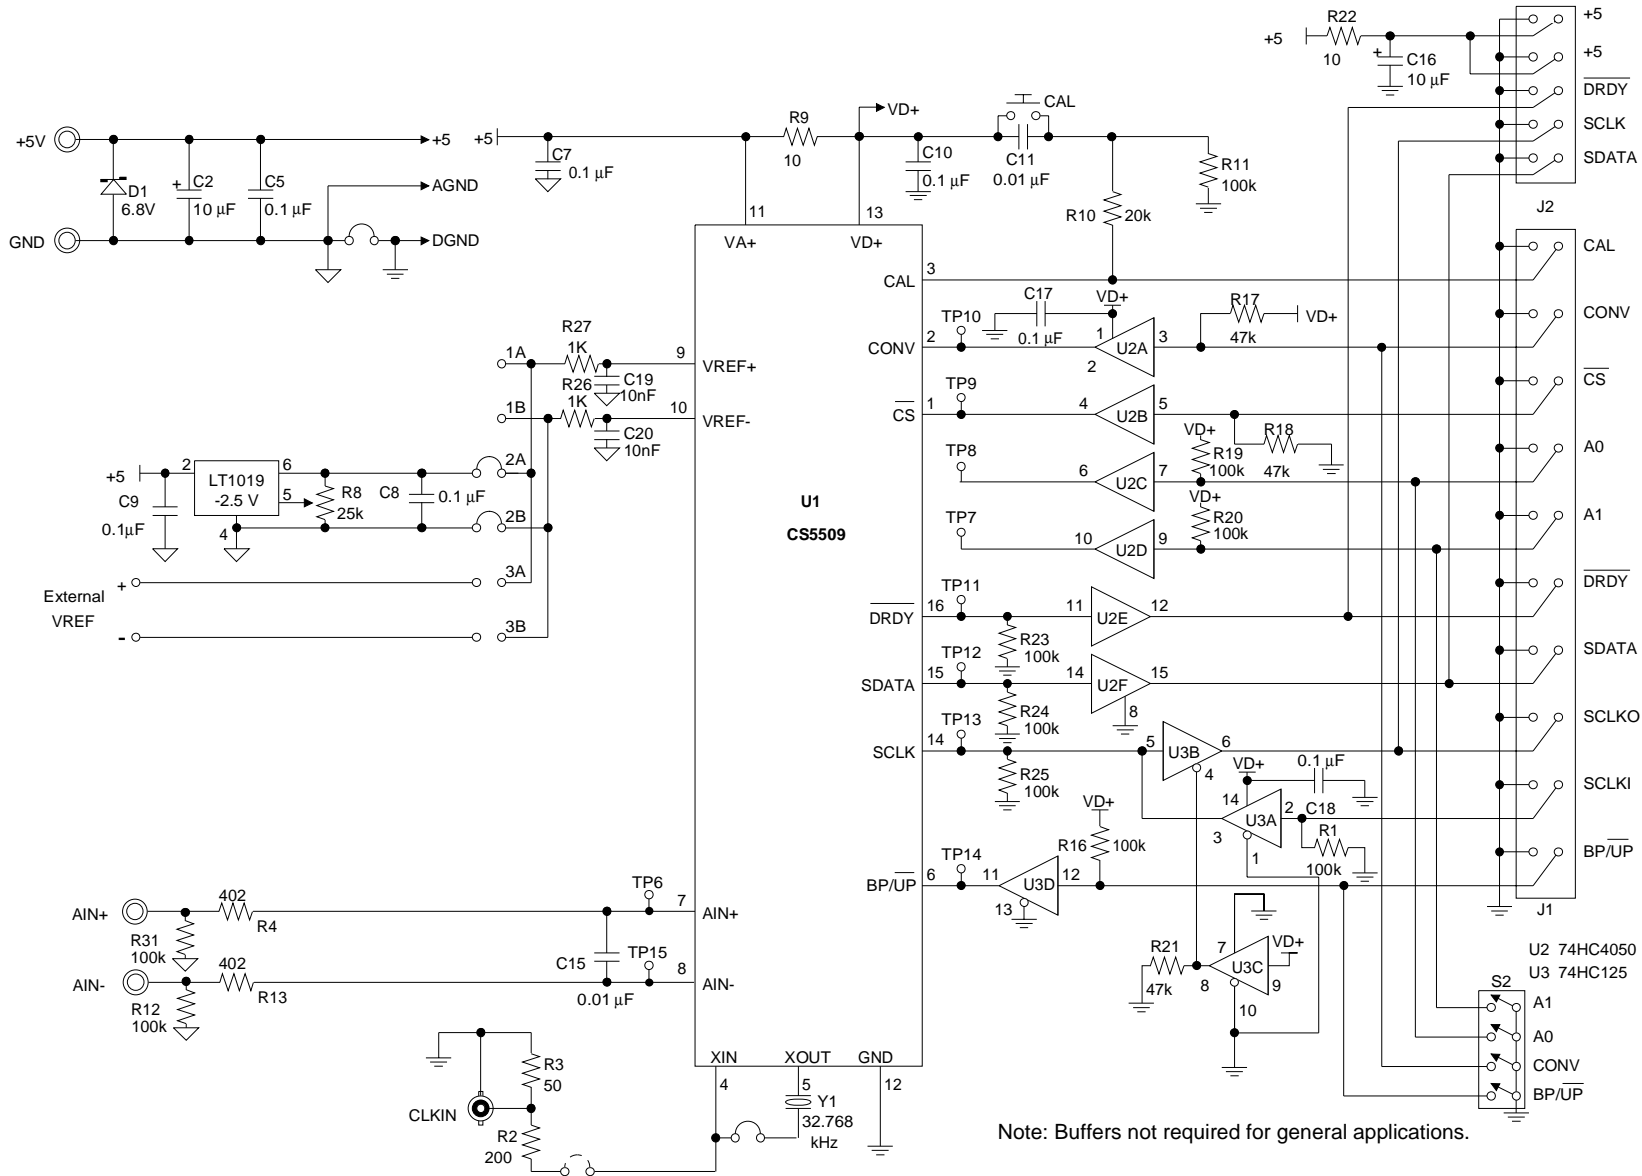 +5V
GND
D1
6.8V
C2
+
10 µF
C5
0.1 µF
+5
AGND
DGND
+5
C7
0.1 µF
R9
10
VD+
C10
0.1 µF
CAL
C11
0.01 µF
R11
100k
R10
20k
+5
R22
10
+
C16
10 µF
+5
+5
DRDY
SCLK
SDATA
J2
11
VA+
13
VD+
3
CAL
C17
0.1 µF
VD+
R17
47k
VD+
TP10
2
CONV
1
U2A
3
2
TP9
1
CS
4
U2B
5
R18
47k
VD+
R19
100k
TP8
6
U2C
7
VD+
R20
100k
TP7
10
U2D
9
TP11
16
DRDY
11
U2E
12
R23
100k
TP12
15
SDATA
14
U2F
15
8
R24
100k
TP13
14
SCLK
5
U3B
6
4
R25
100k
VD+
0.1 µF
C18
14
U3A
2
3
1
R1
100k
VD+
R16
100k
TP14
6
BP/UP
11
U3D
12
13
R21
47k
7
U3C
VD+
8
9
10
CAL
CONV
CS
A0
A1
DRDY
SDATA
SCLKO
SCLKI
BP/UP
J1
U2 74HC4050
U3 74HC125
S2
A1
A0
CONV
BP/UP
1A
R27
1K
9
VREF+
C19
10nF
1B
R26
1K
10
VREF-
C20
10nF
+5
2
LT1019
-2.5 V
6
5
4
C9
0.1µF
R8
25k
C8
0.1 µF
2A
2B
External
VREF
+
-
3A
3B
U1
CS5509
AIN+
R31
100k
402
R4
TP6
7
AIN+
C15
0.01 µF
TP15
8
AIN-
AIN-
R12
100k
402
R13
CLKIN
R3
50
R2
200
XIN
4
XOUT
5
GND
12
Y1
32.768
kHz
Note: Buffers not required for general applications.